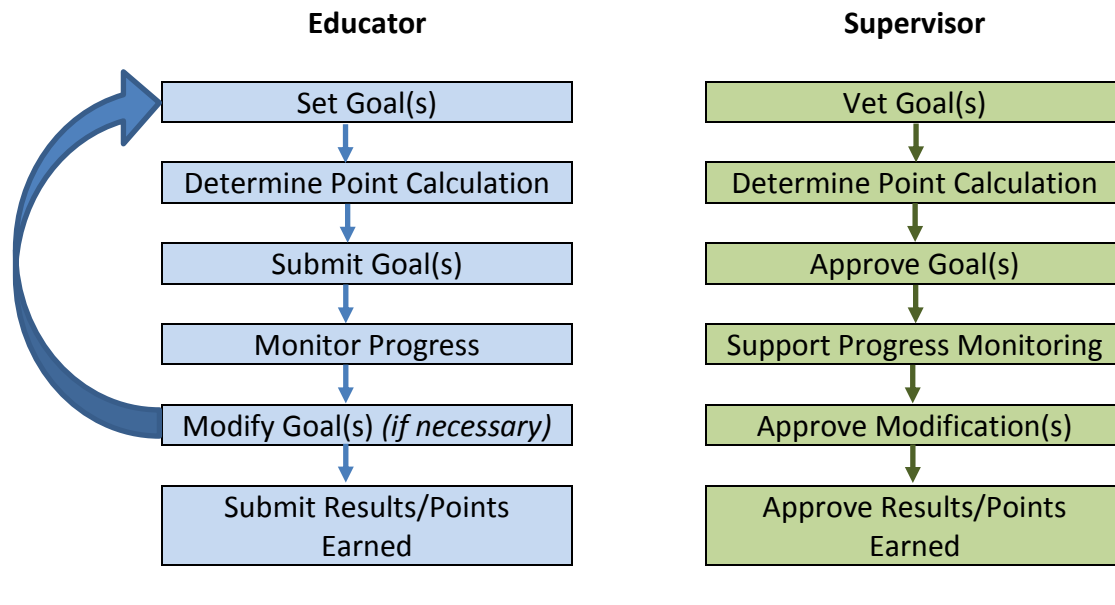 Educator
Set Goal(s)
Determine Point Calculation
Submit Goal(s)
Monitor Progress
Modify Goal(s) (if necessary)
Submit Results/Points
Earned
Supervisor
Vet Goal(s)
Determine Point Calculation
Approve Goal(s)
Support Progress Monitoring
Approve Modification(s)
Approve Results/Points
Earned